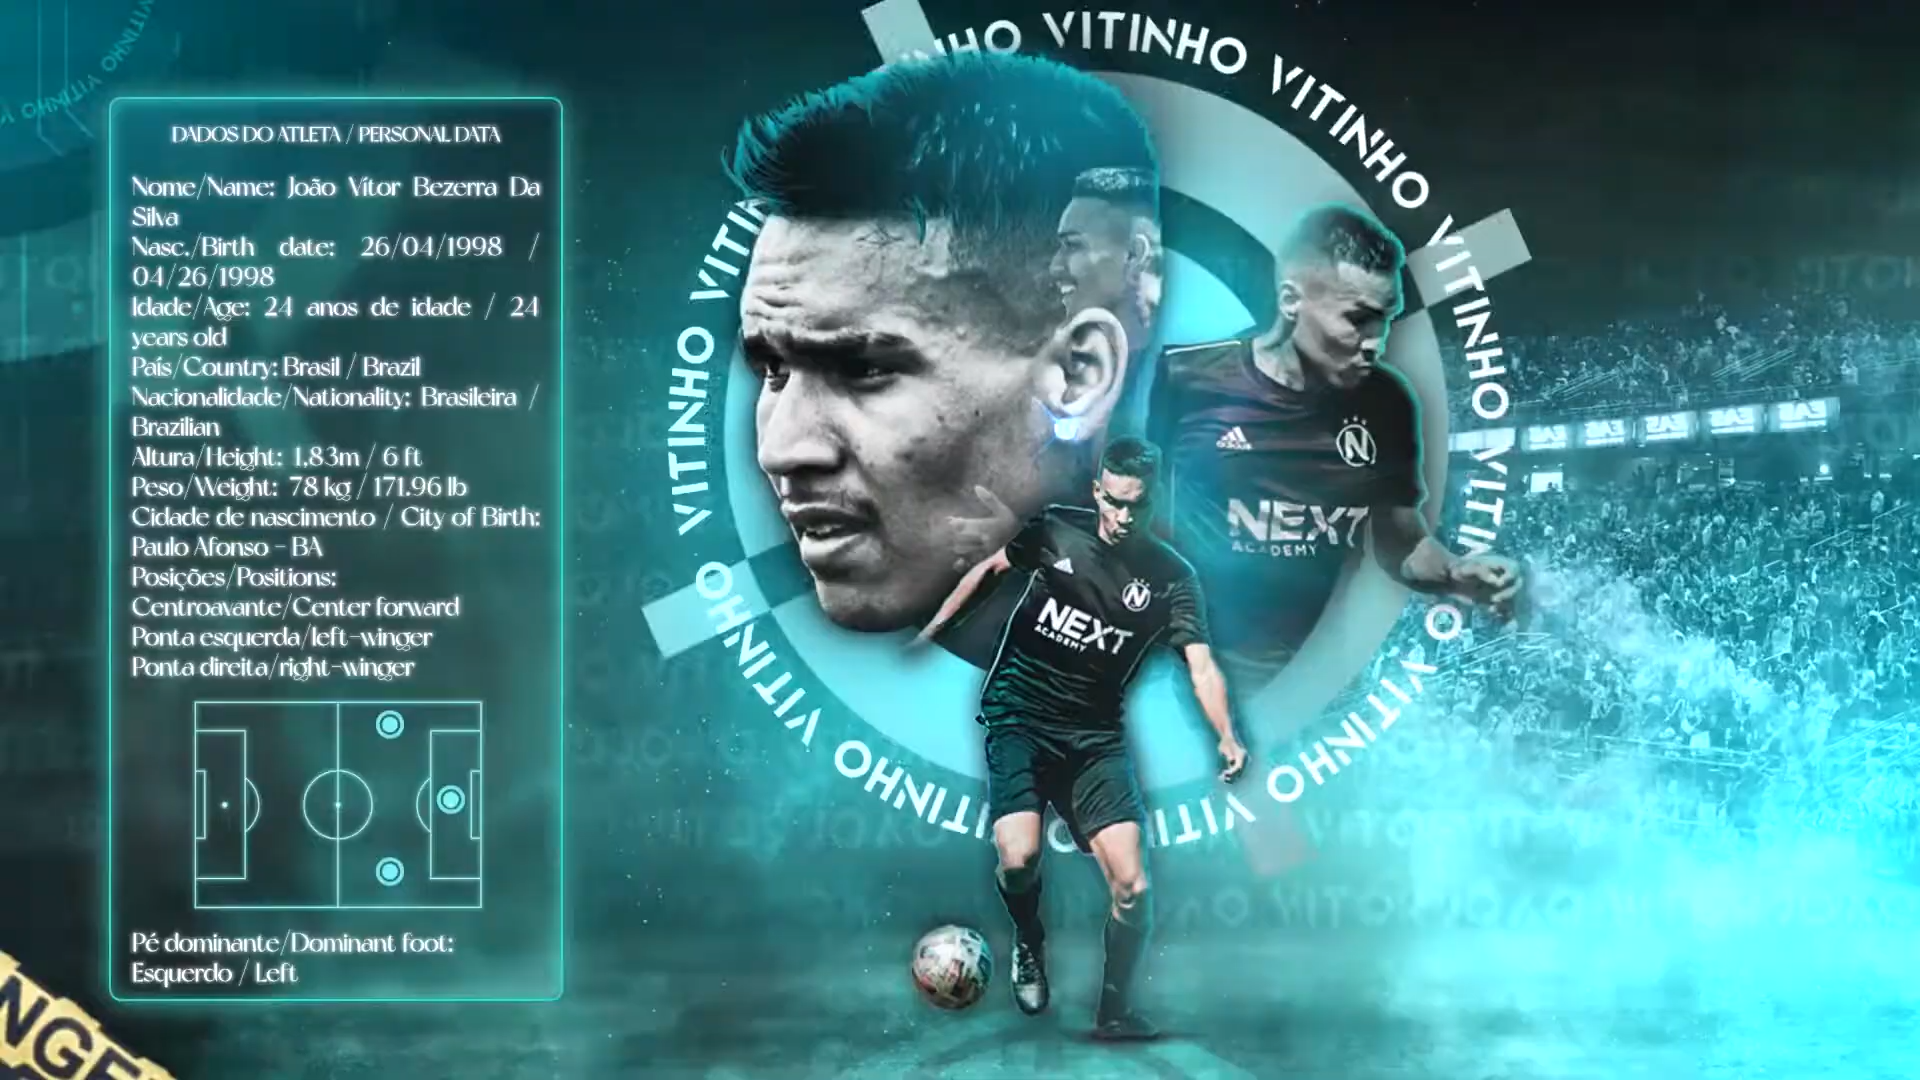 DADOS DO ATLETA / PERSONAL DATA
Nome/Name: João Vítor Bezerra Da
Silva
Nasc./Birth date: 26/04/1998 /
04/26/1998
Idade/Age: 24 anos de idade / 24
years old
País/Country: Brasil / Brazil
Nacionalidade/Nationality: Brasileira /
Brazilian
Altura/Height: 1,83m / 6 ft
Peso/Weight: 78 kg / 171.96 lb
Cidade de nascimento / City of Birth:
Paulo Afonso - BA
Posições/Positions:
Centroavante/Center forward
Ponta esquerda/left-winger
Ponta direita/right-winger
Pé dominante/Dominant foot:
Esquerdo / Left
VITINHO VITINHO VITINHO VITINHO VITINHO VITINHO VITINHO VITINHO
N
NEXT
ACADEMY
N
NEXT
ACADEMY
VITINHO